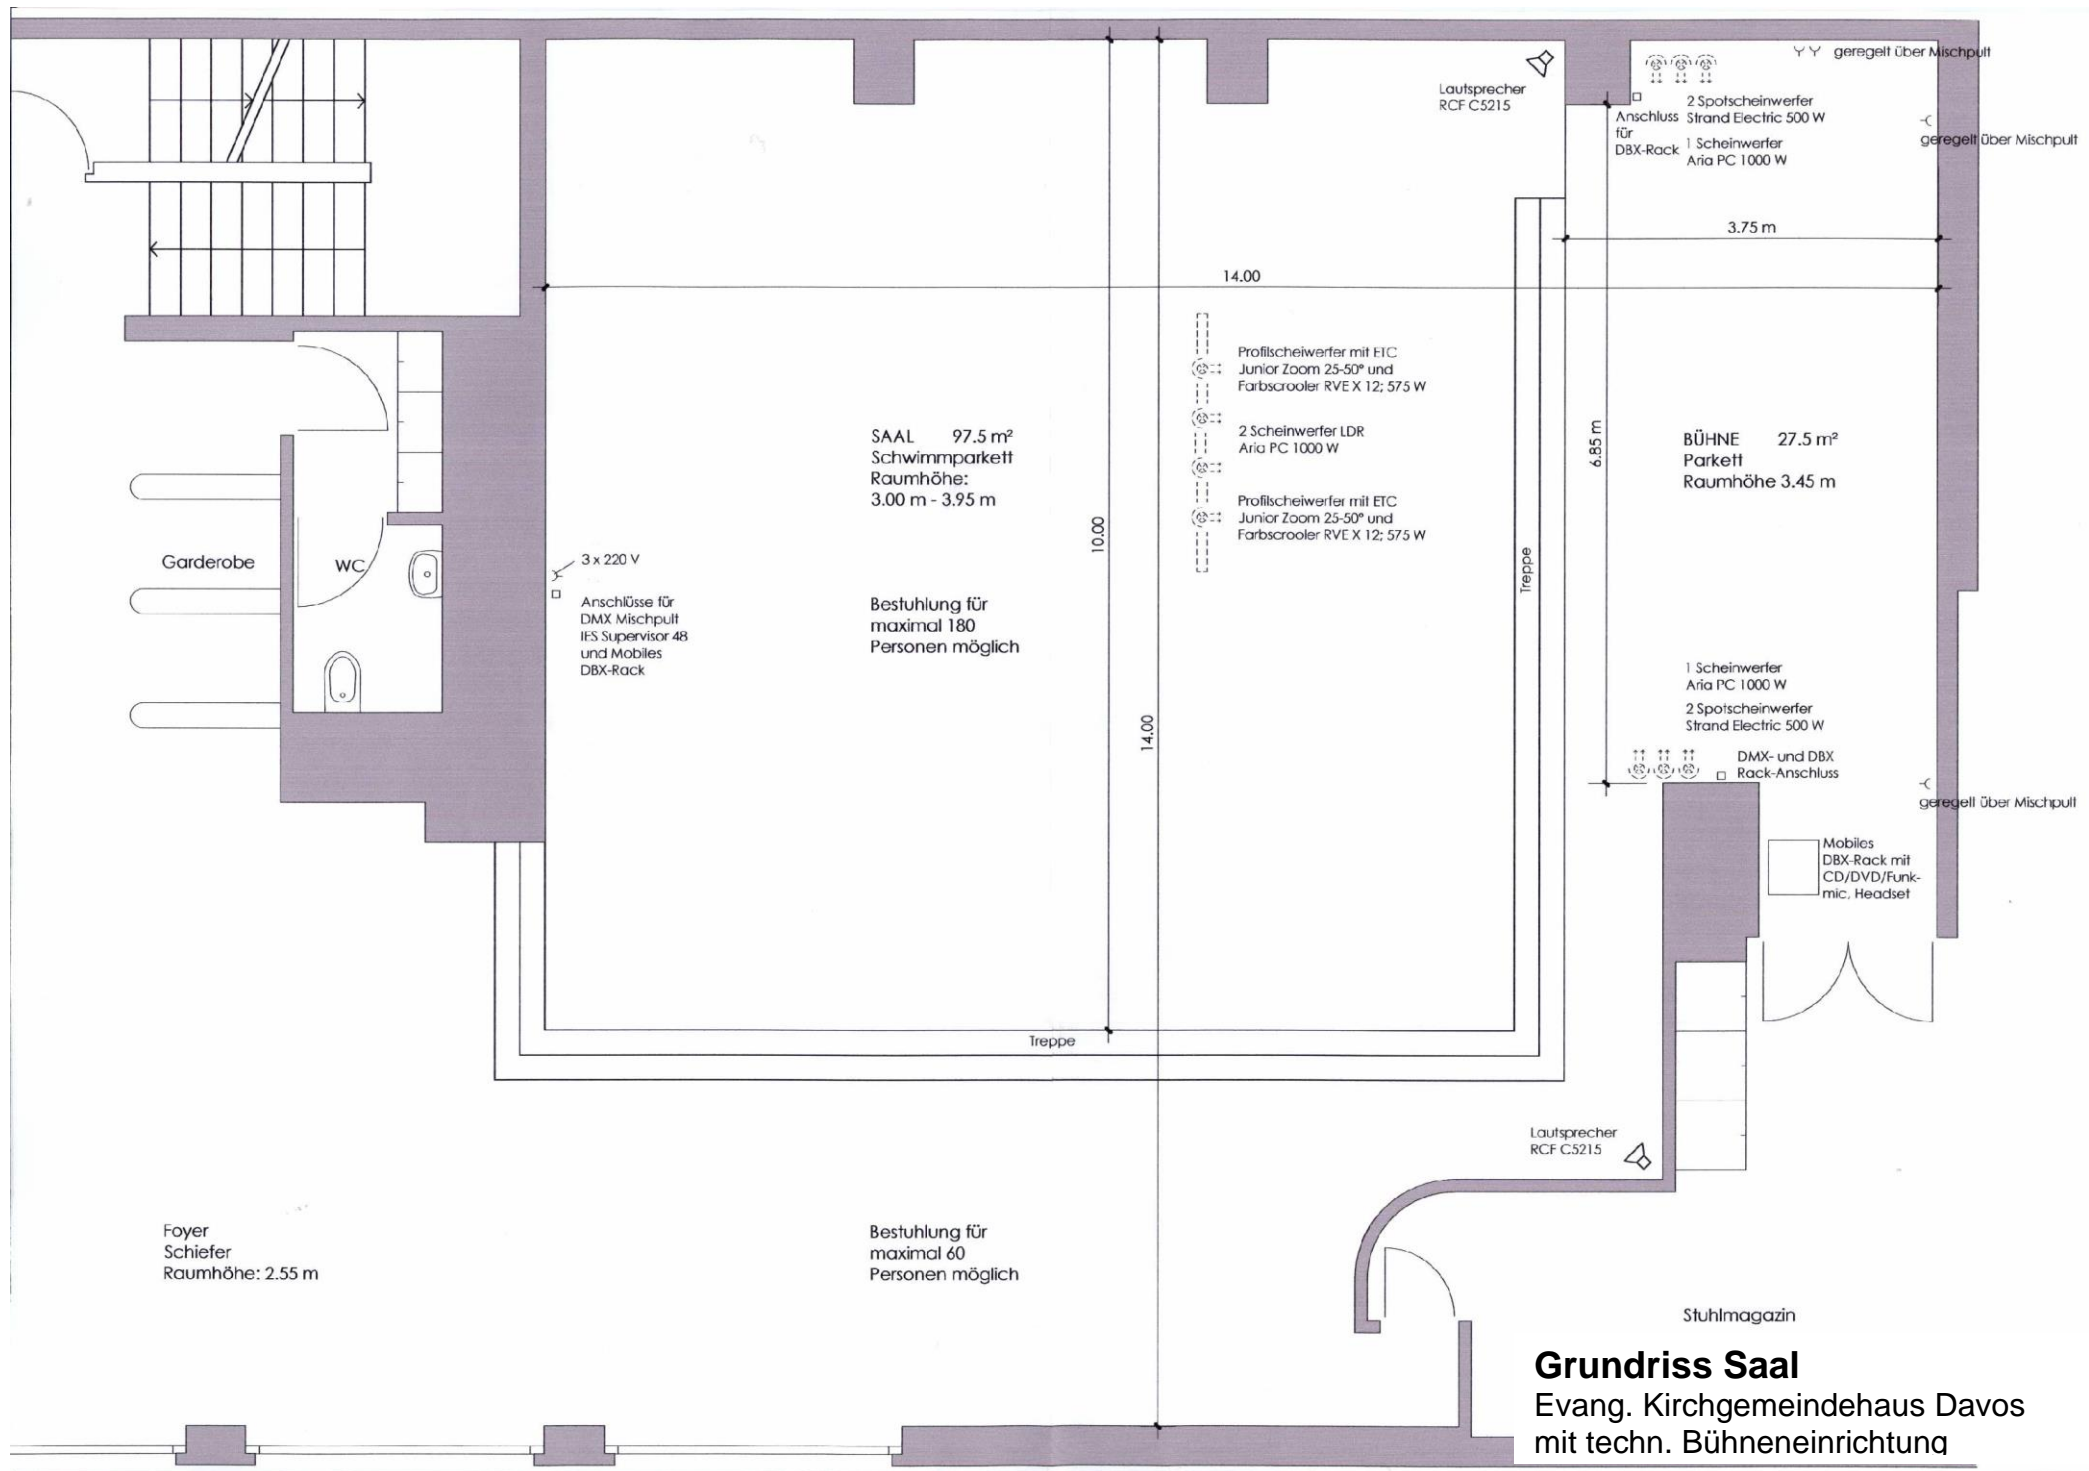 geregelt über Mischpult
Lautsprecher
RCF C5215
2 Spotscheinwerfer
Strand Electric 500 W
1 Scheinwerfer
Aria PC 1000 W
Anschluss
für
DBX-Rack
geregelt über Mischpult
3.75 m
14.00
Profilscheiwerfer mit ETC
Junior Zoom 25-50° und
Farbscrooler RVE X 12; 575 W
2 Scheinwerfer LDR
Aria PC 1000 W
Profilscheiwerfer mit ETC
Junior Zoom 25-50° und
Farbscrooler RVE X 12; 575 W
SAAL 97.5 m²
Schwimmparkett
Raumhöhe:
3.00 m - 3.95 m
6.85 m
BÜHNE 27.5 m²
Parkett
Raumhöhe 3.45 m
10.00
Treppe
Garderobe
WC
3 x 220 V
Anschlüsse für
DMX Mischpult
IES Supervisor 48
und Mobiles
DBX-Rack
Bestuhlung für
maximal 180
Personen möglich
14.00
1 Scheinwerfer
Aria PC 1000 W
2 Spotscheinwerfer
Strand Electric 500 W
DMX- und DBX
Rack-Anschluss
geregelt über Mischpult
Mobiles
DBX-Rack mit
CD/DVD/Funk-
mic, Headset
Treppe
Lautsprecher
RCF C5215
Foyer
Schiefer
Raumhöhe: 2.55 m
Bestuhlung für
maximal 60
Personen möglich
Stuhlmagazin
Grundriss Saal
Evang. Kirchgemeindehaus Davos
mit techn. Bühneneinrichtung